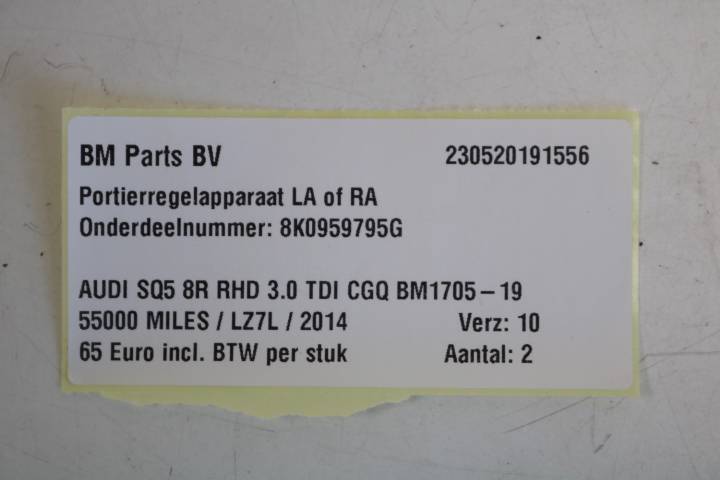 BM Parts BV 230520191556
Portierregelapparaat LA of RA
Onderdeelnummer: 8K0959795G
AUDI SQ5 8R RHD 3.0 TDI CGQ BM1705-19
55000 MILES / LZ7L / 2014 Verz: 10
65 Euro incl. BTW per stuk Aantal: 2